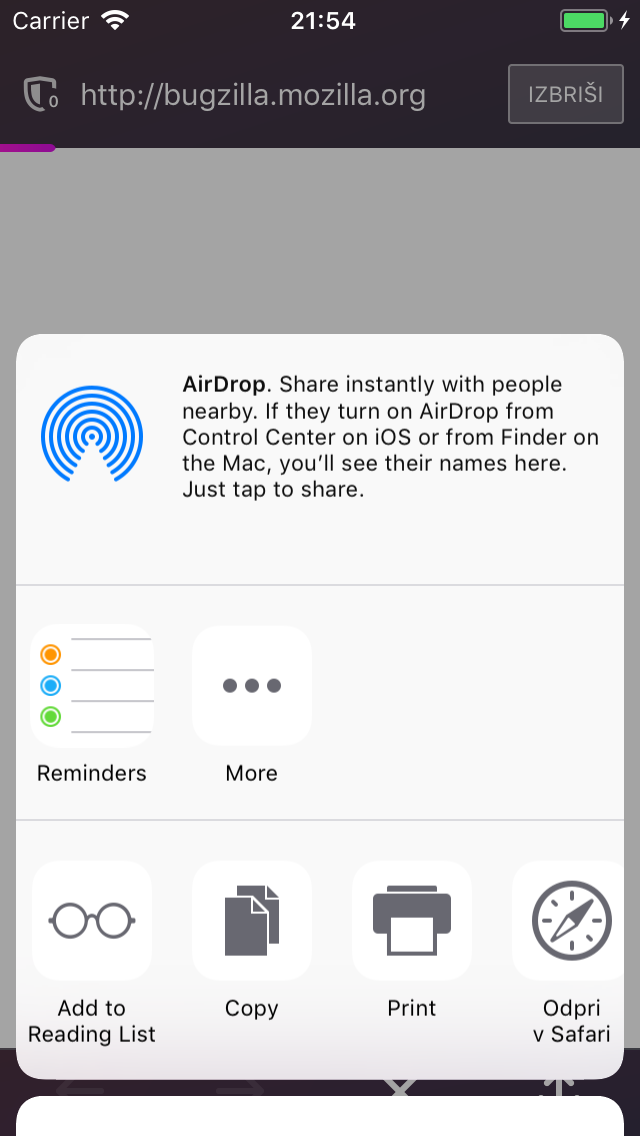 Carrier 21:54
0 http://bugzilla.mozilla.org IZBRIŠI
AirDrop. Share instantly with people
nearby. If they turn on AirDrop from
Control Center on iOS or from Finder on
the Mac, you’ll see their names here.
Just tap to share.
Reminders More
Add to
Reading List
Copy
Print
Odpri
v Safari